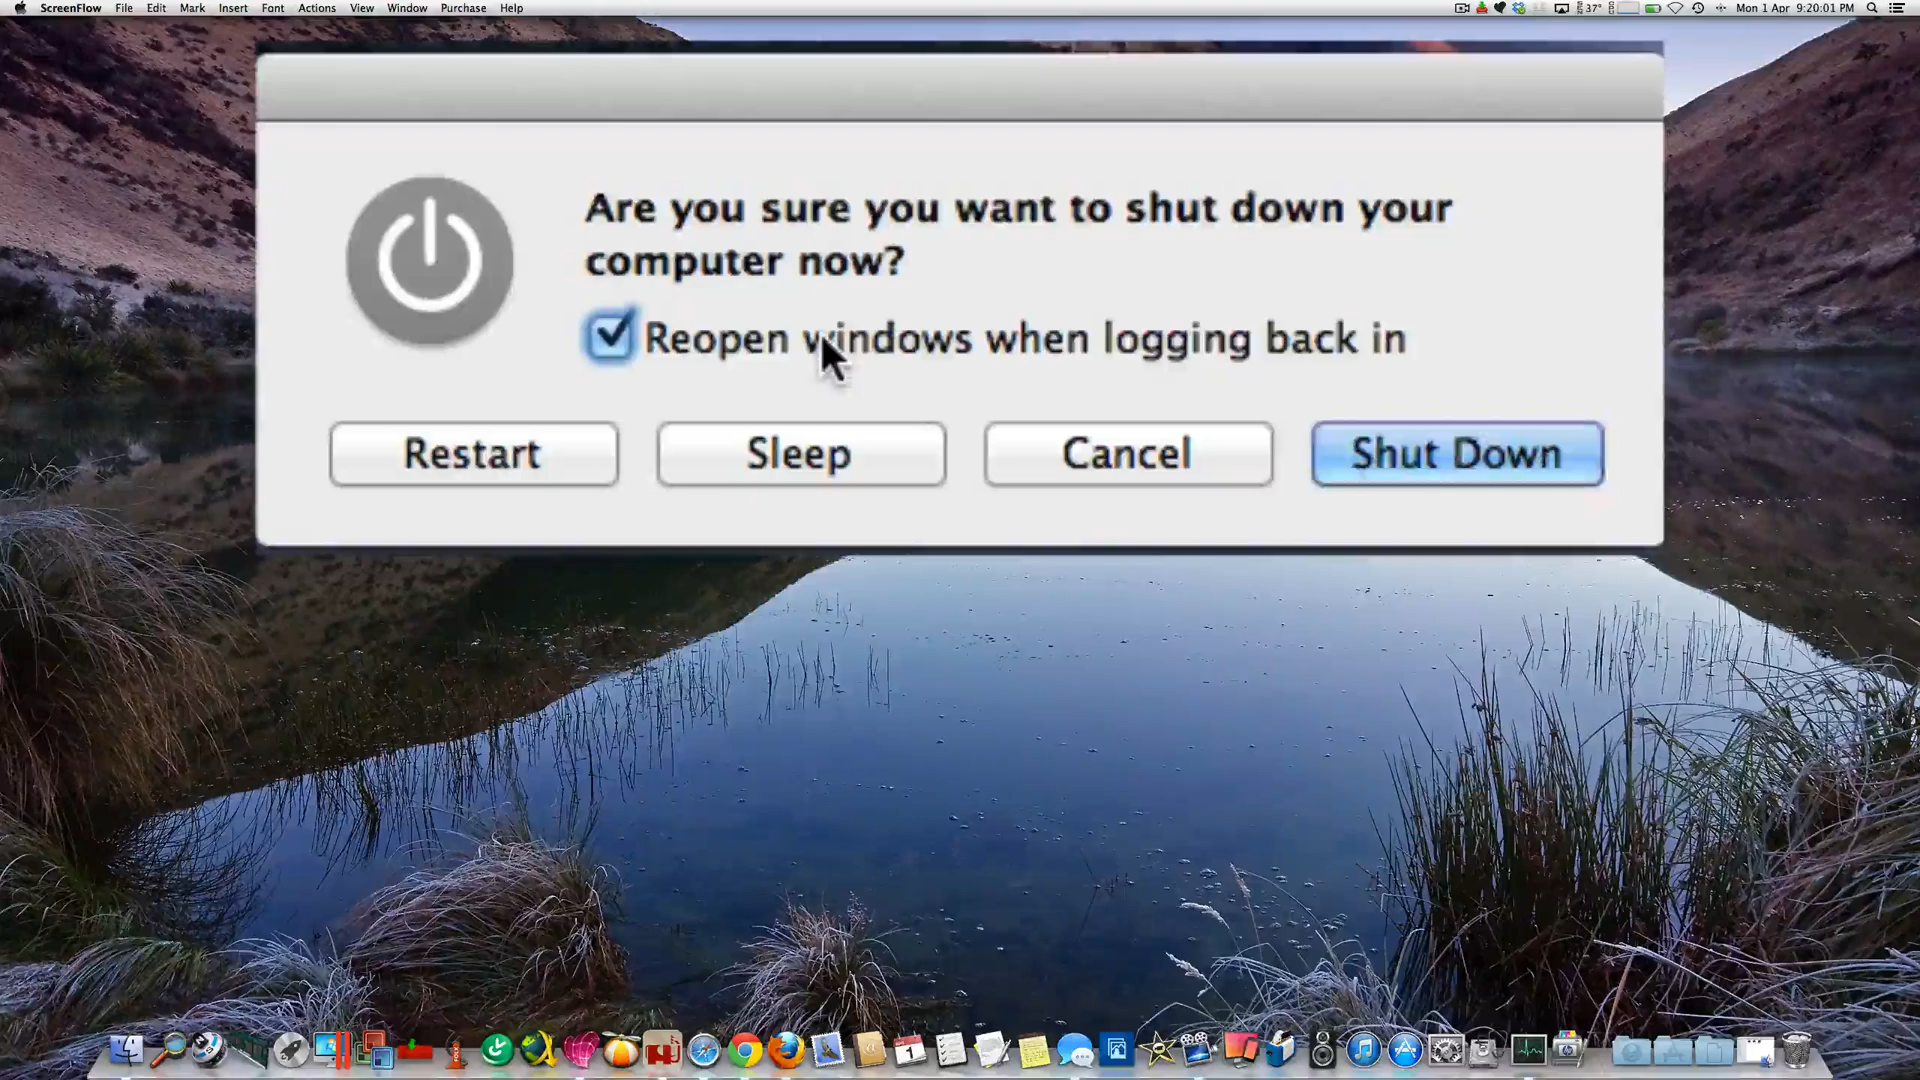 ScreenFlow File Edit Mark Insert Font Actions View Window Purchase Help 37° Mon 1 Apr 9:20:01 PM
Are you sure you want to shut down your
computer now?
Reopen windows when logging back in
Restart Sleep Cancel Shut Down